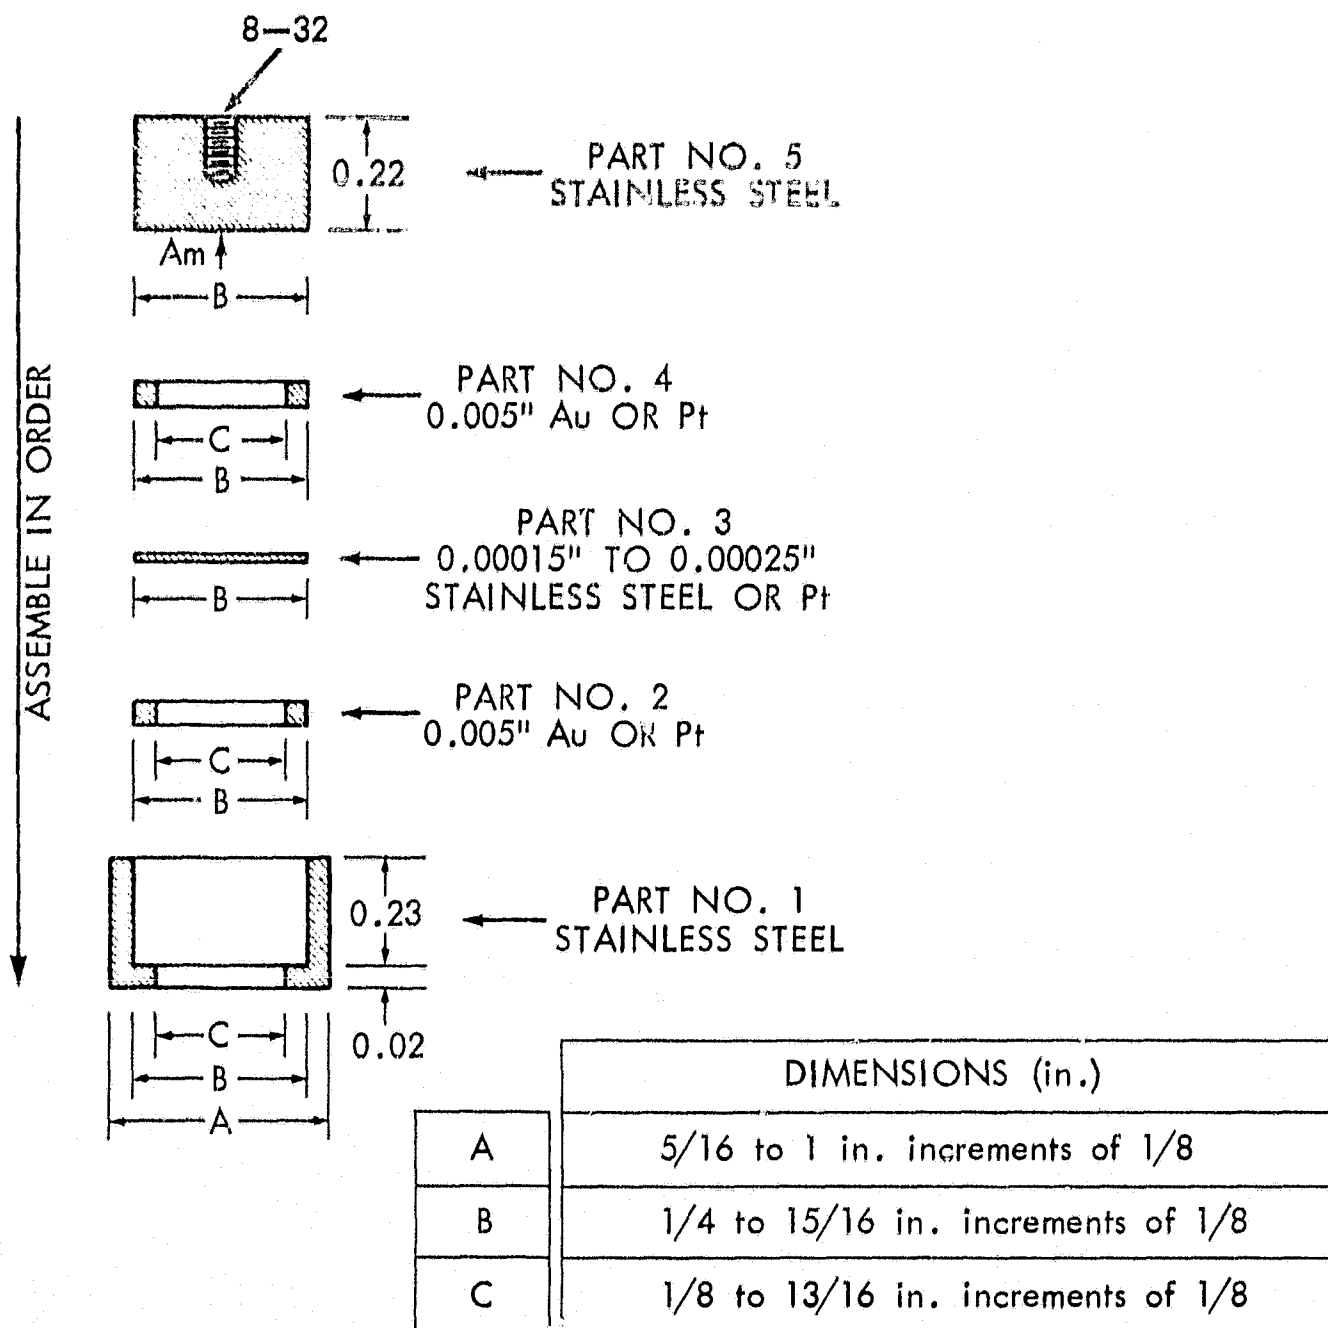 8-32
0.22
PART NO. 5
STAINLESS STEEL
Am
B
PART NO. 4
0.005" Au OR Pt
C
B
PART NO. 3
0.00015" TO 0.00025"
STAINLESS STEEL OR Pt
B
PART NO. 2
0.005" Au OR Pt
C
B
ASSEMBLE IN ORDER
0.23
PART NO. 1
STAINLESS STEEL
C
0.02
B
A
DIMENSIONS (in.)
A 5/16 to 1 in. increments of 1/8
B 1/4 to 15/16 in. increments of 1/8
C 1/8 to 13/16 in. increments of 1/8